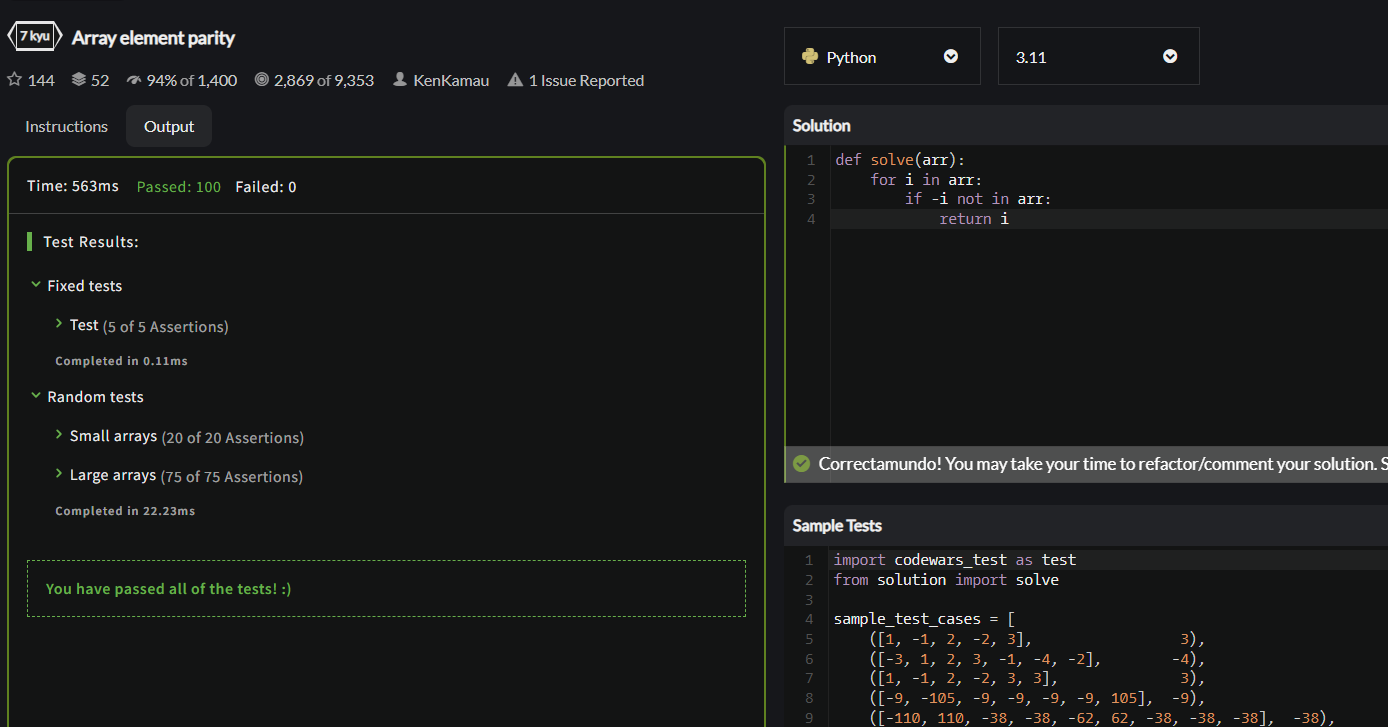 7 kyu Array element parity
144 52 94% of 1,400 2,869 of 9,353 KenKamau 1 Issue Reported
Instructions Output
Time: 563ms Passed: 100 Failed: 0
Test Results:
Fixed tests
Test (5 of 5 Assertions)
Completed in 0.11ms
Random tests
Small arrays (20 of 20 Assertions)
Large arrays (75 of 75 Assertions)
Completed in 22.23ms
You have passed all of the tests! :)
Python 3.11
Solution
1 def solve(arr):
2     for i in arr:
3         if -i not in arr:
4             return i
Correctamundo! You may take your time to refactor/comment your solution. S
Sample Tests
1 import codewars_test as test
2 from solution import solve
3
4 sample_test_cases = [
5     ([1, -1, 2, -2, 3], 3),
6     ([-3, 1, 2, 3, -1, -4, -2], -4),
7     ([1, -1, 2, -2, 3, 3], 3),
8     ([-9, -105, -9, -9, -9, -9, 105], -9),
9     ([-110, 110, -38, -38, -62, 62, -38, -38, -38], -38),